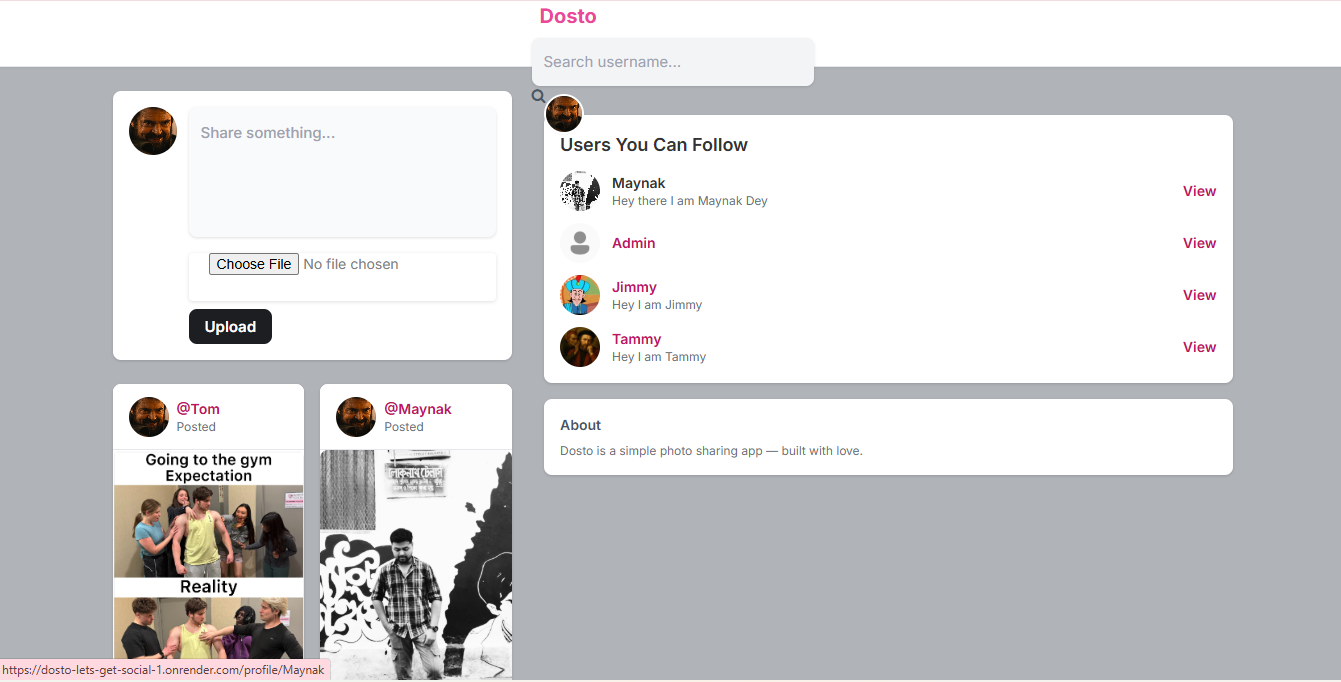 Dosto
Search username...
Share something...
Choose File No file chosen
Upload
Users You Can Follow
Maynak
Hey there I am Maynak Dey
View
Admin
View
Jimmy
Hey I am Jimmy
View
Tammy
Hey I am Tammy
View
About
Dosto is a simple photo sharing app — built with love.
@Tom
Posted
Going to the gym
Expectation
Reality
@Maynak
Posted
https://dosto-lets-get-social-1.onrender.com/profile/Maynak